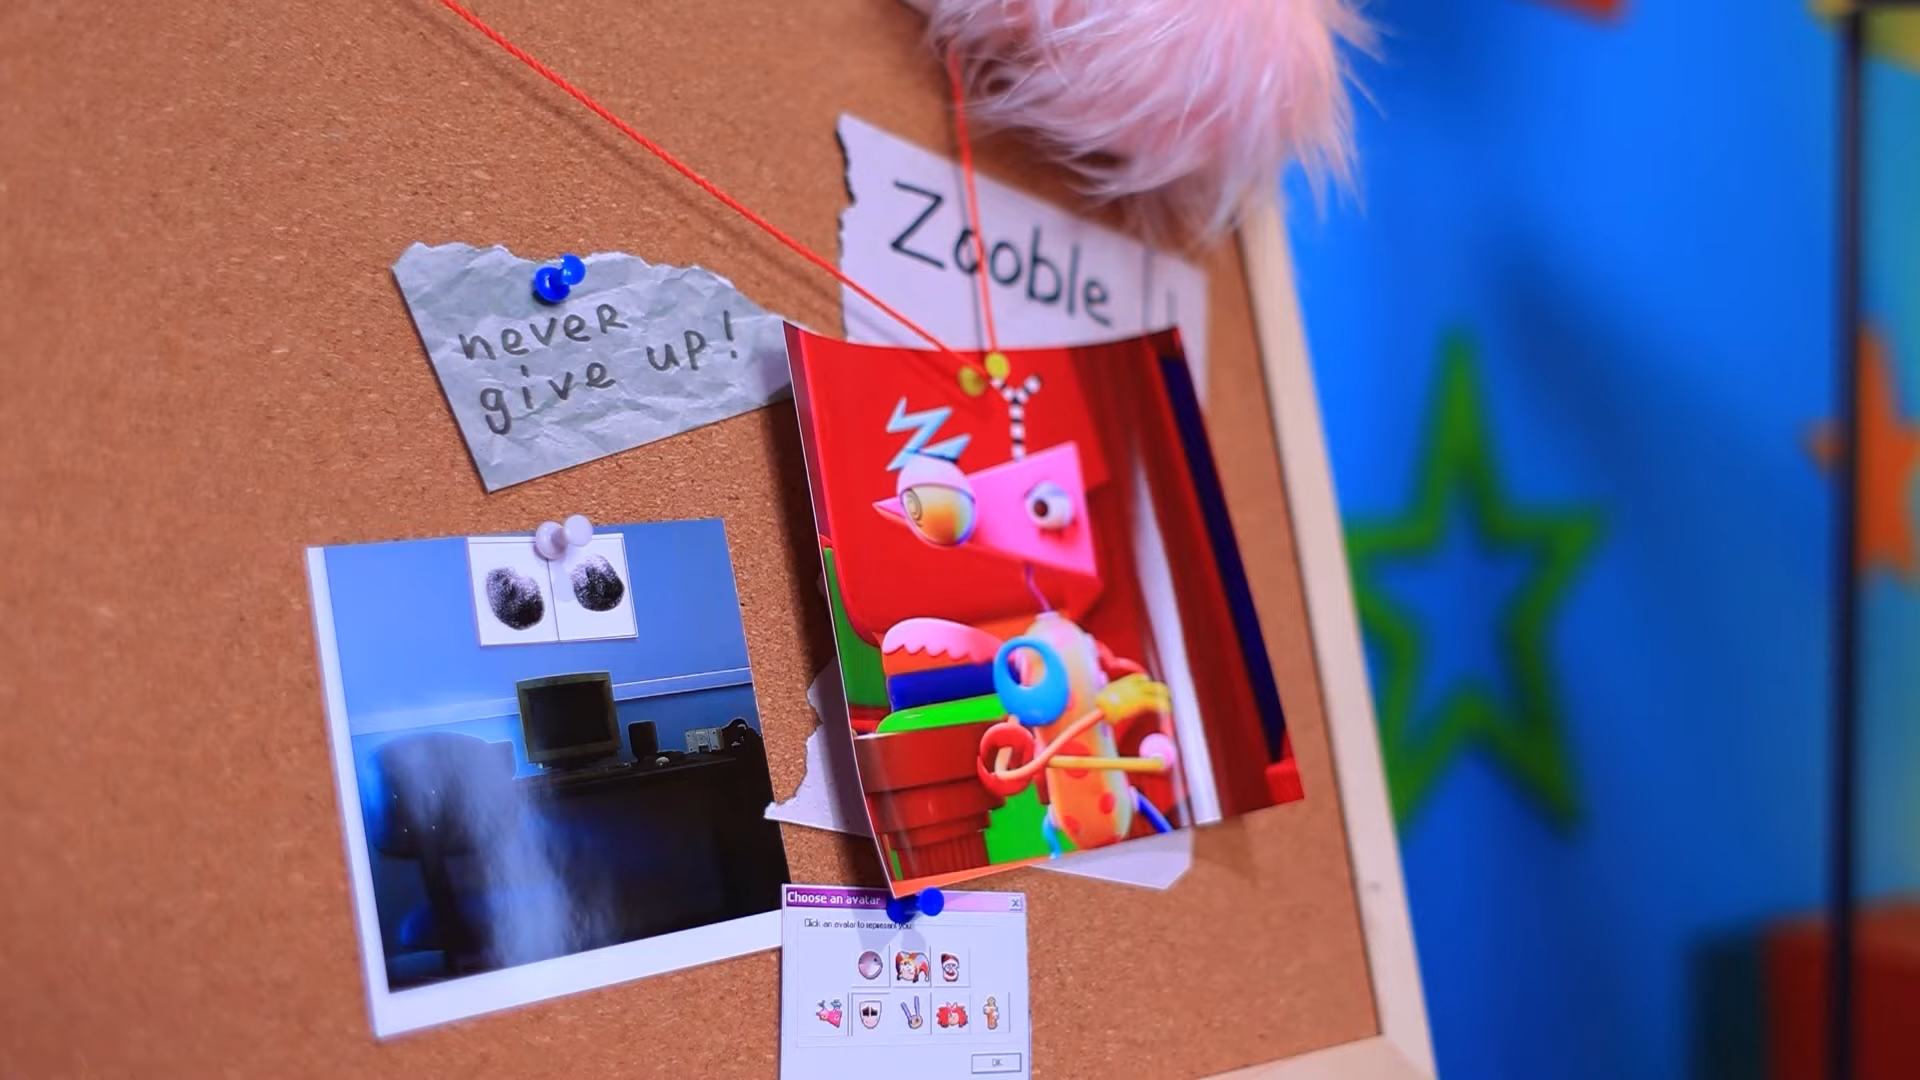 Zooble
never
give up!
Choose an avatar
Click an avatar to represent you.
OK